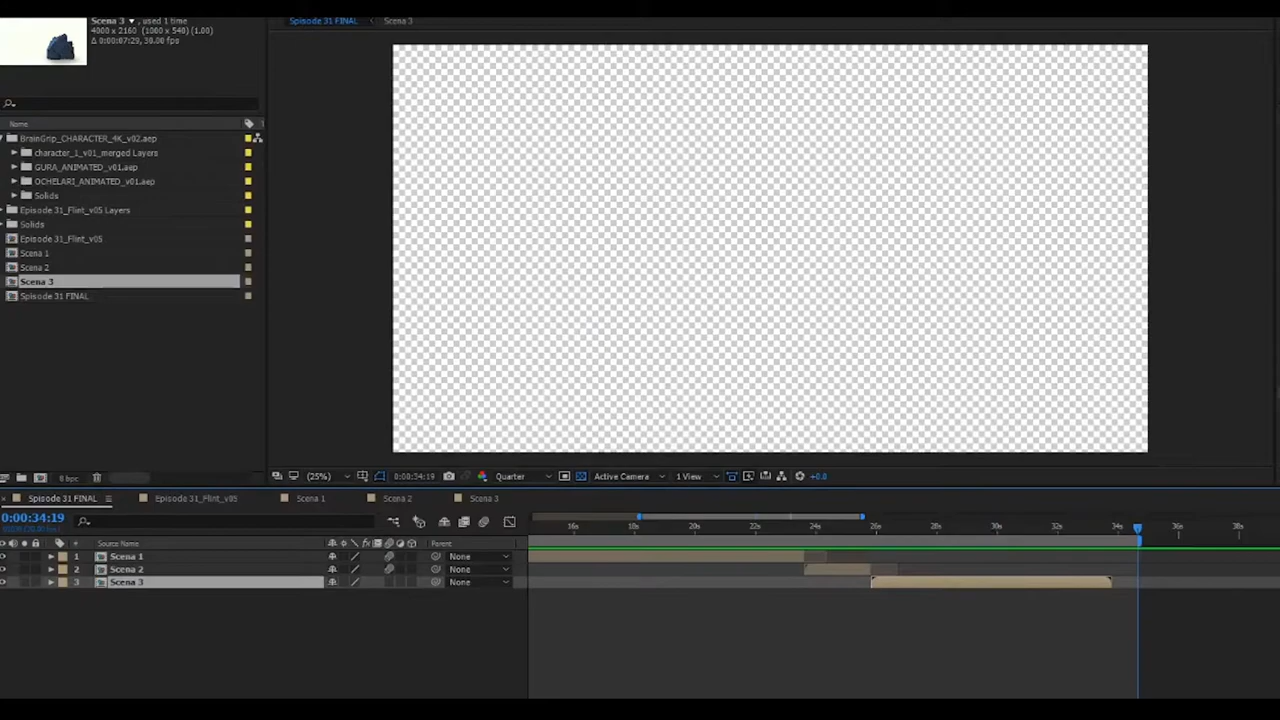 Scena 3 ▼, used 1 time
4000 x 2160 (1000 x 540) (1.00)
Δ 0:00:07:29, 30.00 fps
Episode 31 FINAL
Scena 3
Name
BrainGrip_CHARACTER_4K_v02.aep
character_1_v01_merged Layers
GURA_ANIMATED_v01.aep
OCHELARI_ANIMATED_v01.aep
Solids
Episode 31_Flint_v05 Layers
Solids
Episode 31_Flint_v05
Scena 1
Scena 2
Scena 3
Episode 31 FINAL
8 bpc
(25%)
0:00:34:19
Quarter
Active Camera
1 View
+0.0
Episode 31 FINAL
Episode 31_Flint_v05
Scena 1
Scena 2
Scena 3
0:00:34:19
16s 18s 20s 22s 24s 26s 28s 30s 32s 36s 38s
# Source Name fx Parent
1 Scena 1 None
2 Scena 2 None
3 Scena 3 None